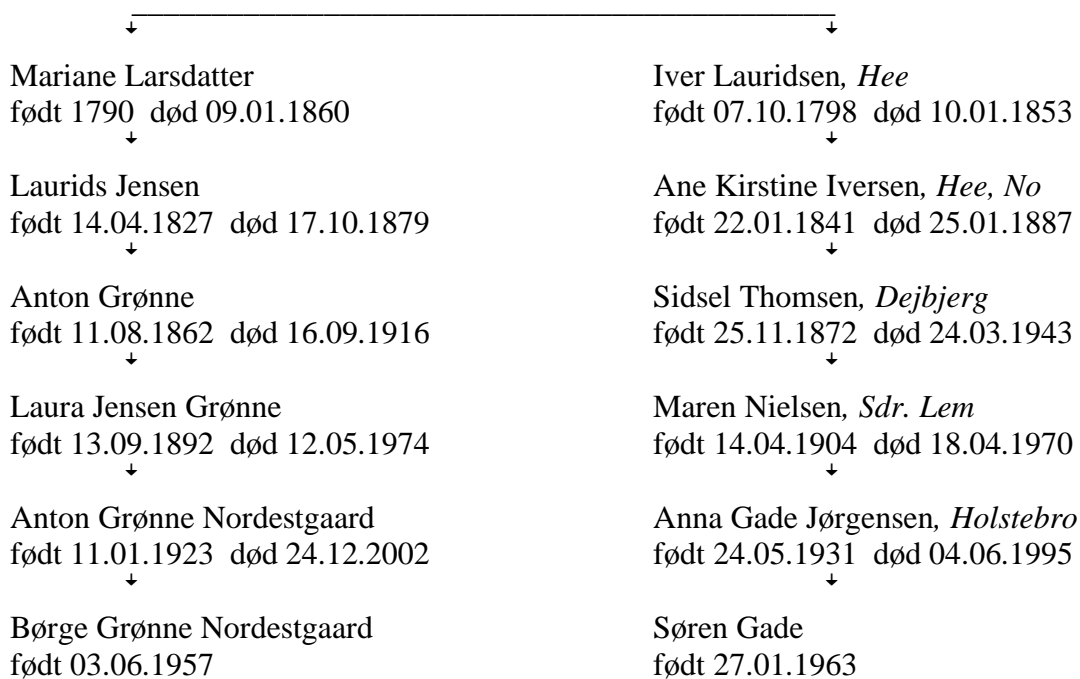 Mariane Larsdatter
født 1790 død 09.01.1860
Laurids Jensen
født 14.04.1827 død 17.10.1879
Anton Grønne
født 11.08.1862 død 16.09.1916
Laura Jensen Grønne
født 13.09.1892 død 12.05.1974
Anton Grønne Nordestgaard
født 11.01.1923 død 24.12.2002
Børge Grønne Nordestgaard
født 03.06.1957
Iver Lauridsen, Hee
født 07.10.1798 død 10.01.1853
Ane Kirstine Iversen, Hee, No
født 22.01.1841 død 25.01.1887
Sidsel Thomsen, Dejbjerg
født 25.11.1872 død 24.03.1943
Maren Nielsen, Sdr. Lem
født 14.04.1904 død 18.04.1970
Anna Gade Jørgensen, Holstebro
født 24.05.1931 død 04.06.1995
Søren Gade
født 27.01.1963